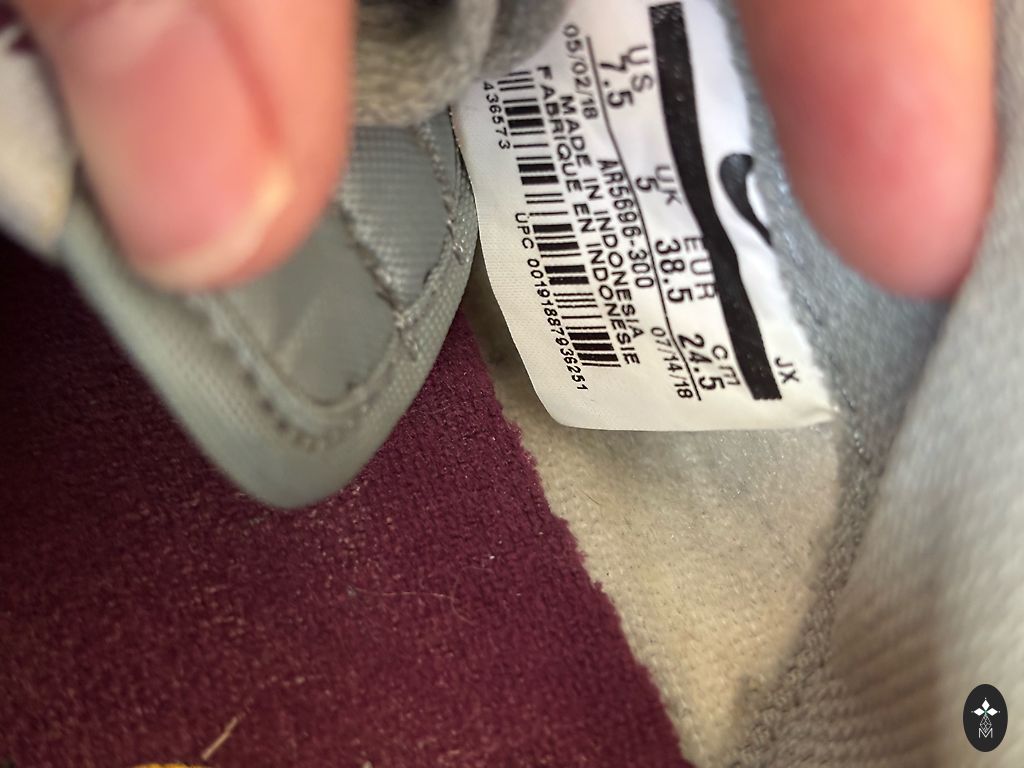 JX
US UK EUR cm
7.5 5 38.5 24.5
05/02/18 AR5696-300 07/14/18
MADE IN INDONESIA
FABRIQUE EN INDONESIE
436573 UPC 00191887936251
M